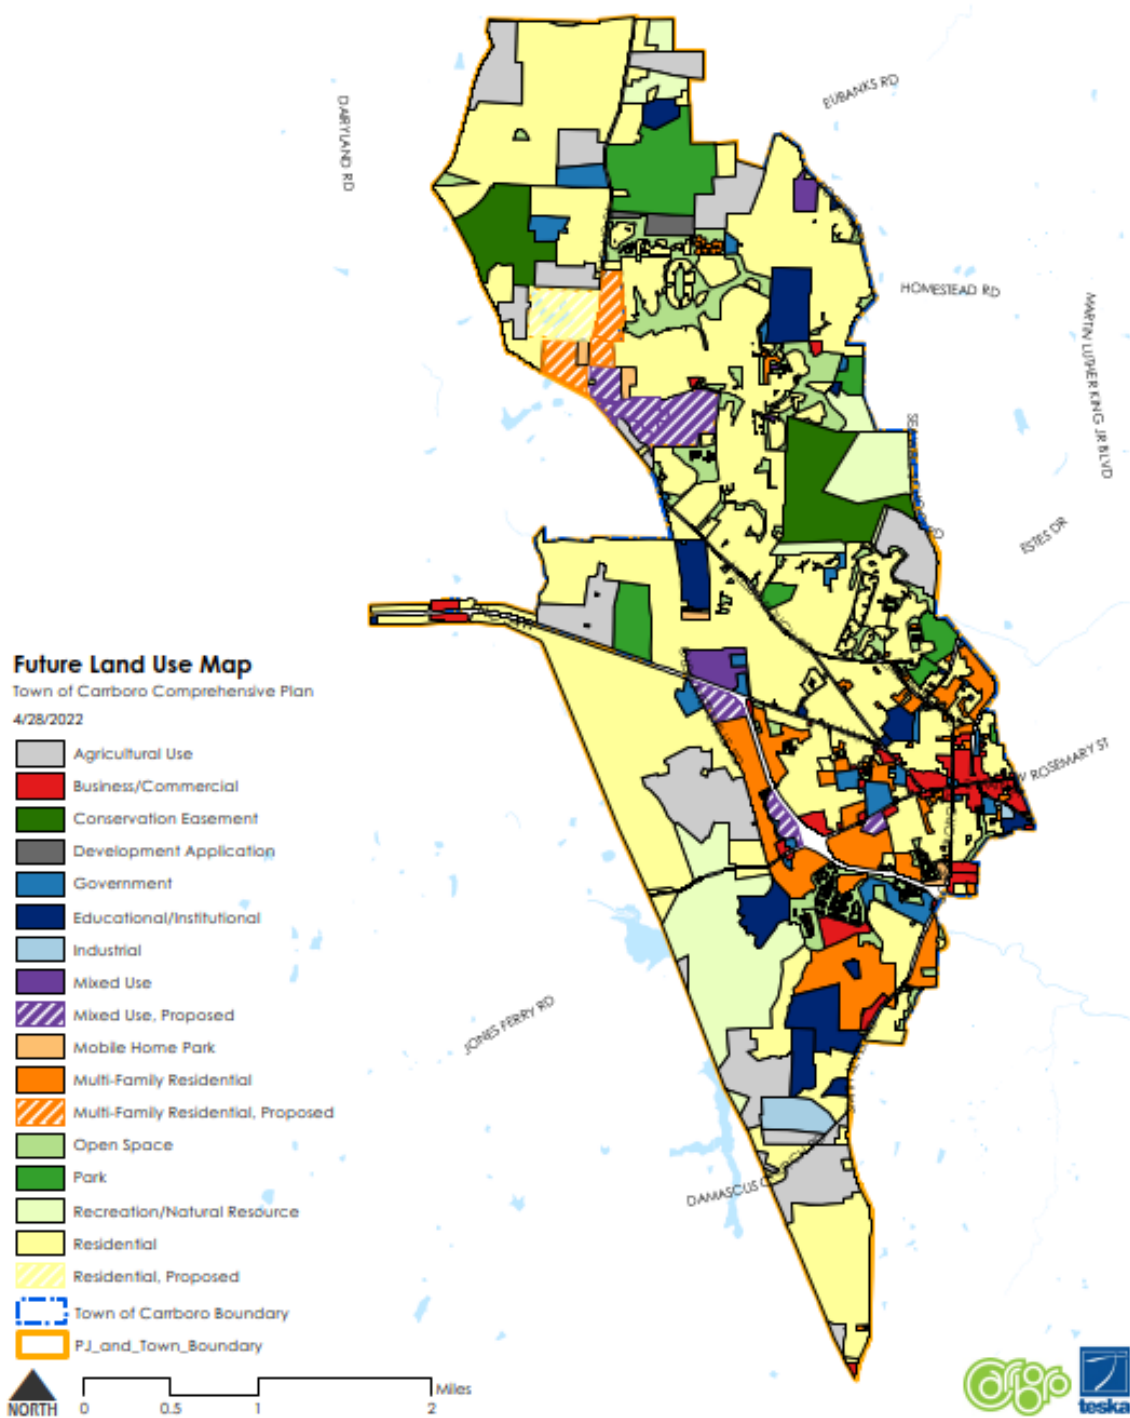 EUBANKS RD
DAIRYLAND RD
HOMESTEAD RD
MARTIN LUTHER KING JR BLVD
ESTES DR
ROSEMARY ST
JONES FERRY RD
DAMASCUS
Future Land Use Map
Town of Carrboro Comprehensive Plan
4/28/2022
Agricultural Use
Business/Commercial
Conservation Easement
Development Application
Government
Educational/Institutional
Industrial
Mixed Use
Mixed Use, Proposed
Mobile Home Park
Multi-Family Residential
Multi-Family Residential, Proposed
Open Space
Park
Recreation/Natural Resource
Residential
Residential, Proposed
Town of Carrboro Boundary
PJ_and_Town_Boundary
NORTH
0 0.5 1 2 Miles
Carrboro
teska